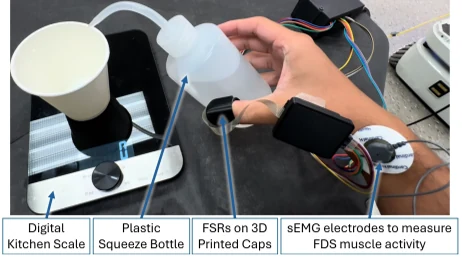 Digital
Kitchen Scale
Plastic
Squeeze Bottle
FSRs on 3D
Printed Caps
sEMG electrodes to measure
FDS muscle activity